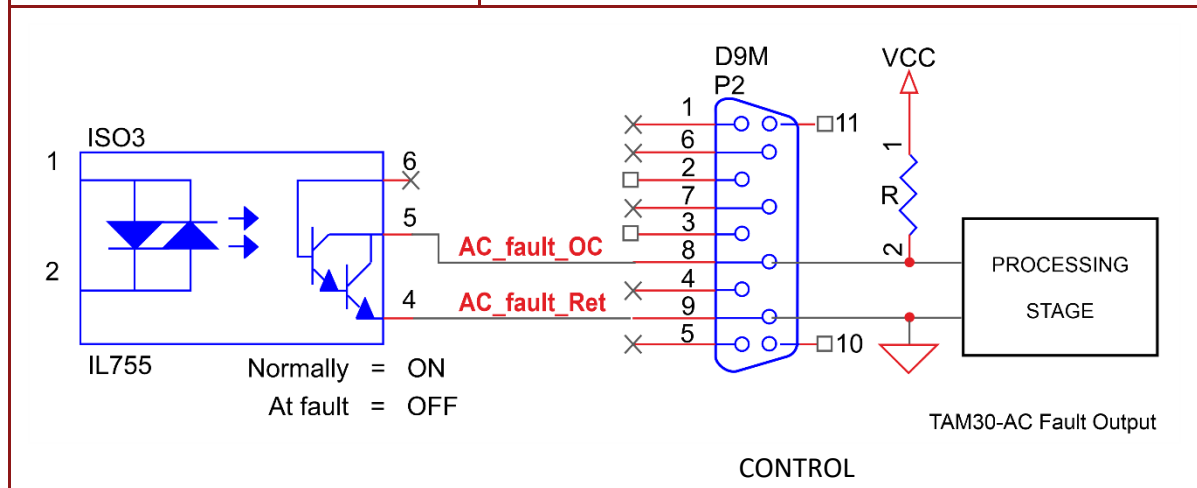 D9M
P2
VCC
ISO3
1
2
6
5
4
AC_fault_OC
AC_fault_Ret
IL755
Normally = ON
At fault = OFF
1
6
2
7
3
8
4
9
5
11
10
1
R
2
PROCESSING
STAGE
TAM30-AC Fault Output
CONTROL